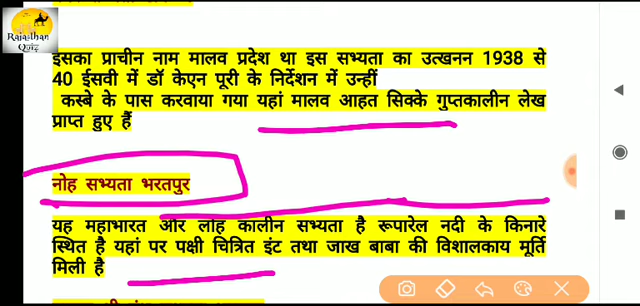 Rajasthan
Quiz
इसका प्राचीन नाम मालव प्रदेश था इस सभ्यता का उत्खनन 1938 से
40 ईसवी में डॉ केएन पूरी के निर्देशन में उन्हीं
कस्बे के पास करवाया गया यहां मालव आहत सिक्के गुप्तकालीन लेख
प्राप्त हुए हैं
नोह सभ्यता भरतपुर
यह महाभारत और लोह कालीन सभ्यता है रूपारेल नदी के किनारे
स्थित है यहां पर पक्षी चित्रित इंट तथा जाख बाबा की विशालकाय मूर्ति
मिली है